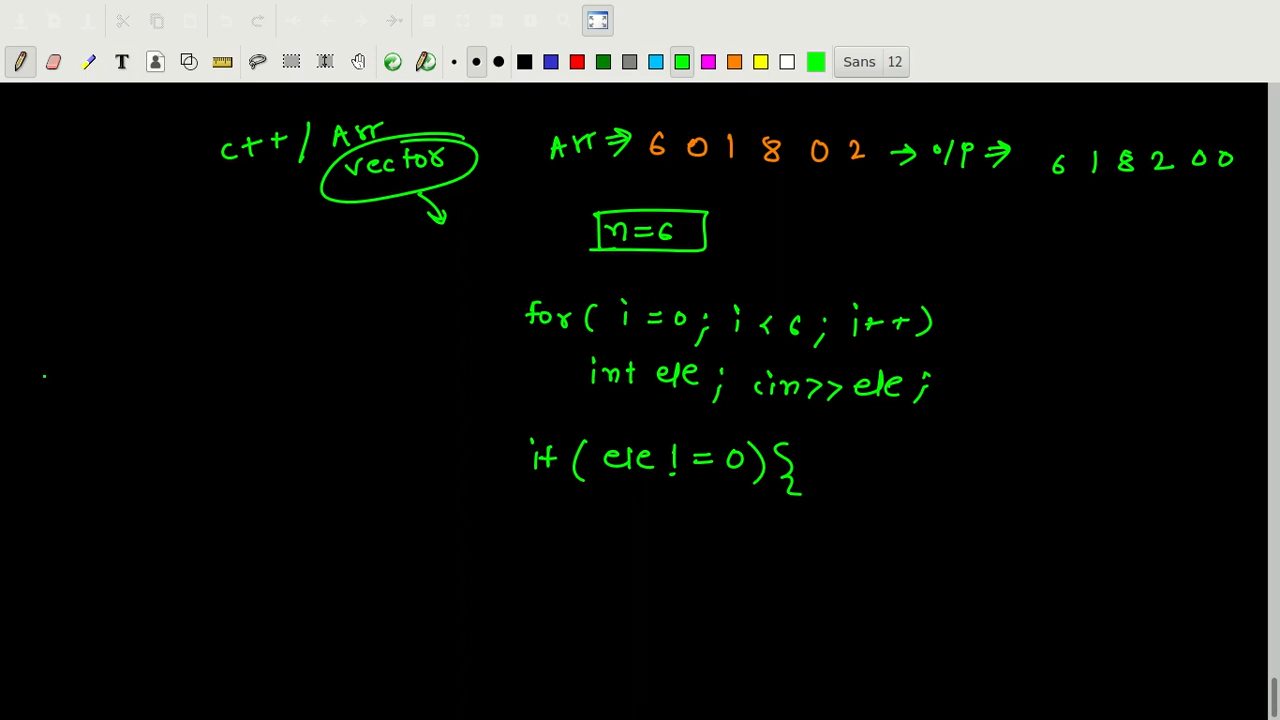 Sans 12
c++ / Arr
vector
Arr ⇒ 6 0 1 8 0 2 → o/p ⇒ 6 1 8 2 0 0
n=6
for( i = 0; i < 6; i++)
int ele; cin>>ele;
if( ele != 0){